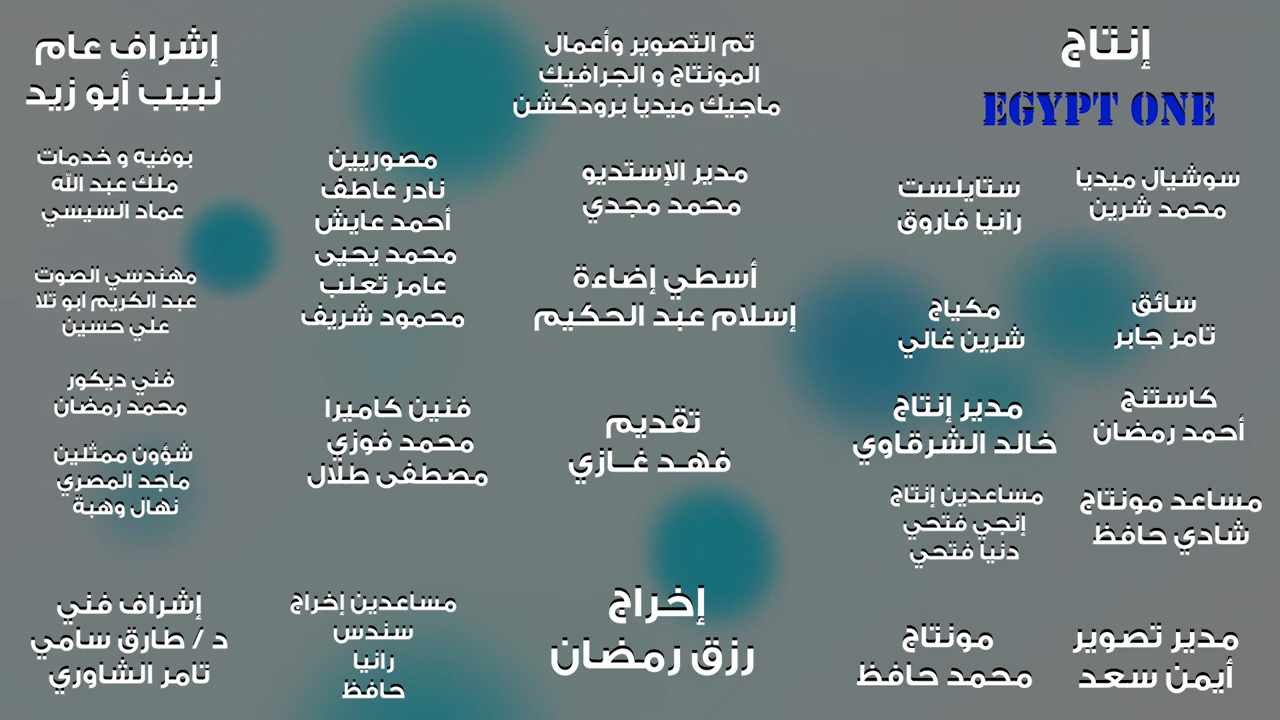 إنتاج
EGYPT ONE
سوشيال ميديا
محمد شرين
ستايلست
رانيا فاروق
سائق
تامر جابر
مكياج
شرين غالي
كاستنج
أحمد رمضان
مدير إنتاج
خالد الشرقاوي
مساعد مونتاج
شادي حافظ
مساعدين إنتاج
إنجي فتحي
دنيا فتحي
مدير تصوير
أيمن سعد
مونتاج
محمد حافظ
تم التصوير وأعمال
المونتاج و الجرافيك
ماجيك ميديا برودكشن
مدير الإستديو
محمد مجدي
أسطي إضاءة
إسلام عبد الحكيم
تقديم
فهـد غـازي
إخراج
رزق رمضان
مصوريين
نادر عاطف
أحمد عايش
محمد يحيى
عامر تعلب
محمود شريف
فنين كاميرا
محمد فوزي
مصطفى طلال
مساعدين إخراج
سندس
رانيا
حافظ
إشراف عام
لبيب أبو زيد
بوفيه و خدمات
ملك عبد الله
عماد السيسي
مهندسي الصوت
عبد الكريم ابو تلا
علي حسين
فني ديكور
محمد رمضان
شؤون ممثلين
ماجد المصري
نهال وهبة
إشراف فني
د / طارق سامي
تامر الشاوري